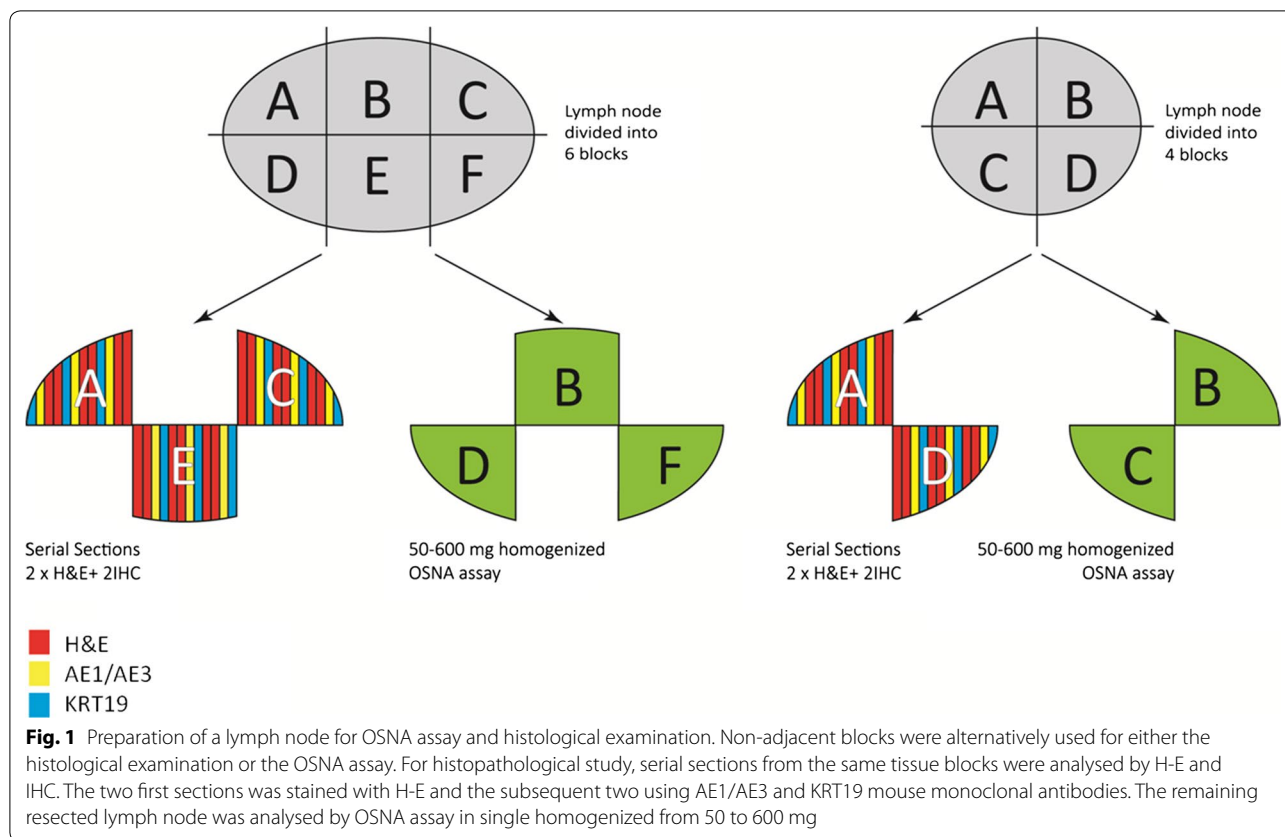 A B C
D E F
Lymph node
divided into
6 blocks
A B
C D
Lymph node
divided into
4 blocks
A C
E
Serial Sections
2 x H&E+ 2IHC
B
D F
50-600 mg homogenized
OSNA assay
A
D
Serial Sections
2 x H&E+ 2IHC
B
C
50-600 mg homogenized
OSNA assay
H&E
AE1/AE3
KRT19
Fig. 1 Preparation of a lymph node for OSNA assay and histological examination. Non-adjacent blocks were alternatively used for either the
histological examination or the OSNA assay. For histopathological study, serial sections from the same tissue blocks were analysed by H-E and
IHC. The two first sections was stained with H-E and the subsequent two using AE1/AE3 and KRT19 mouse monoclonal antibodies. The remaining
resected lymph node was analysed by OSNA assay in single homogenized from 50 to 600 mg